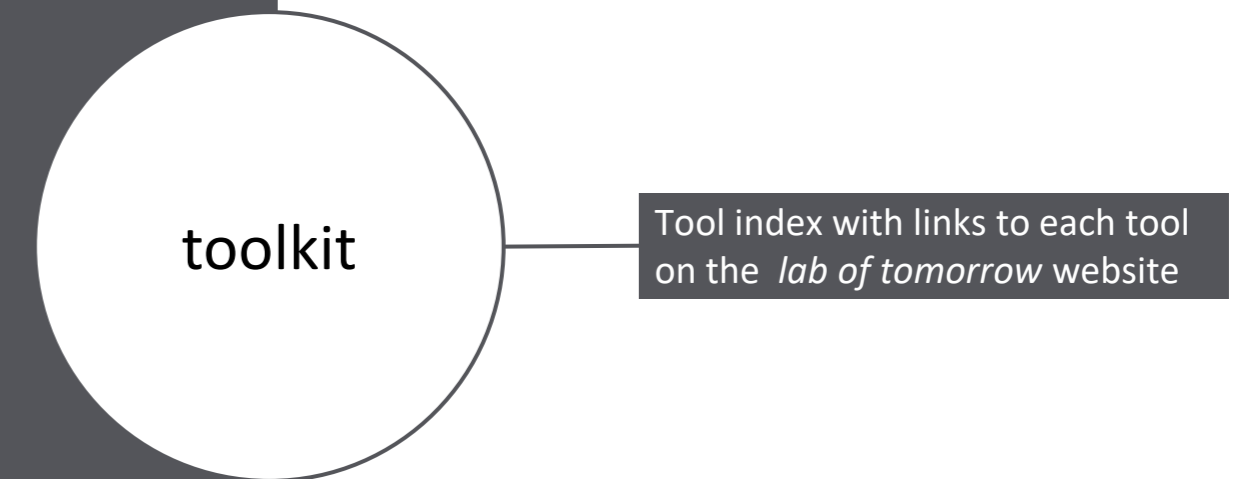 toolkit
Tool index with links to each tool
on the lab of tomorrow website